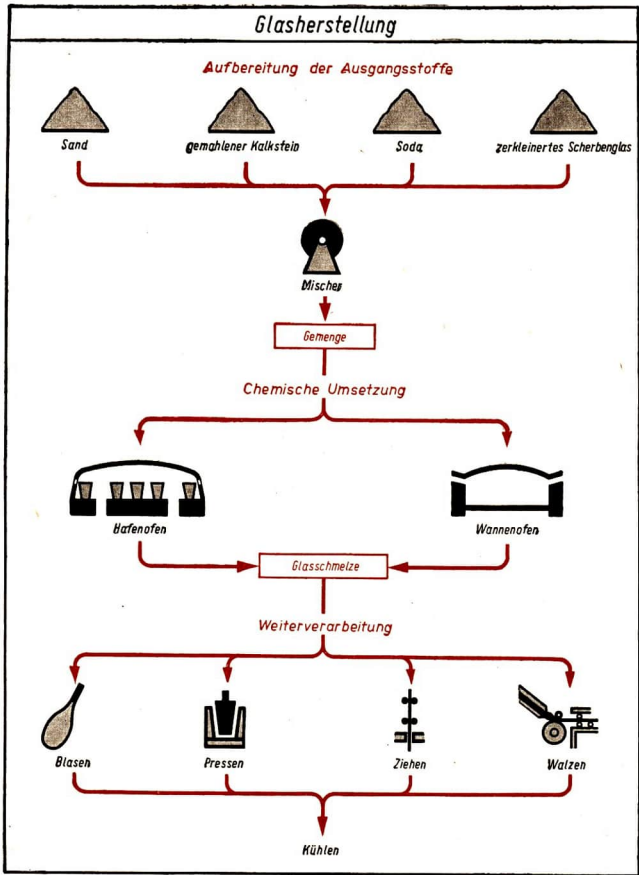 Glasherstellung
Aufbereitung der Ausgangsstoffe
Sand
gemahlener Kalkstein
Soda
zerkleinertes Scherbenglas
Mischer
Gemenge
Chemische Umsetzung
Hafenofen
Wannenofen
Glasschmelze
Weiterverarbeitung
Blasen
Pressen
Ziehen
Walzen
Kühlen